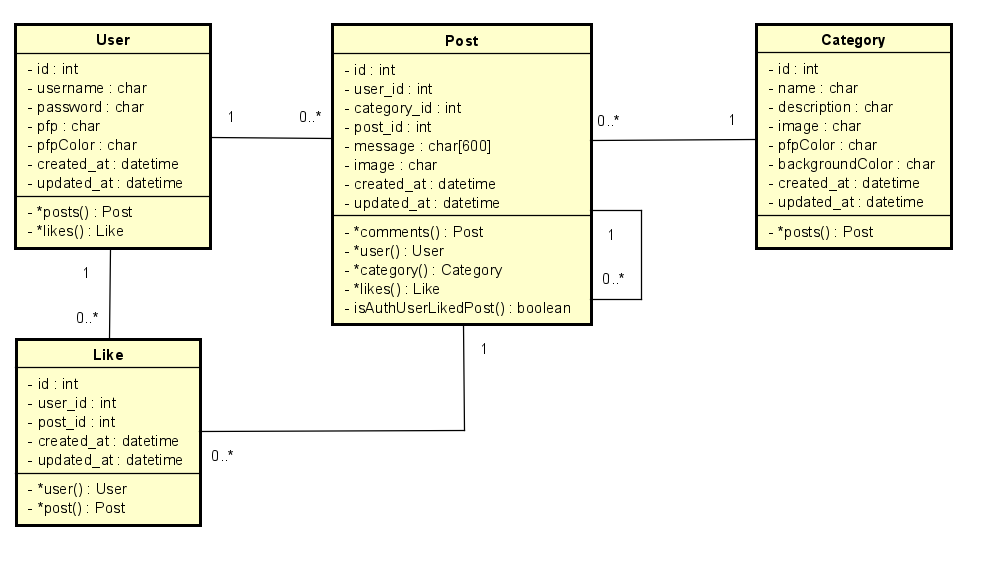 User
- id : int
- username : char
- password : char
- pfp : char
- pfpColor : char
- created_at : datetime
- updated_at : datetime
- *posts() : Post
- *likes() : Like
1
0..*
Post
- id : int
- user_id : int
- category_id : int
- post_id : int
- message : char[600]
- image : char
- created_at : datetime
- updated_at : datetime
- *comments() : Post
- *user() : User
- *category() : Category
- *likes() : Like
- isAuthUserLikedPost() : boolean
0..*
1
Category
- id : int
- name : char
- description : char
- image : char
- pfpColor : char
- backgroundColor : char
- created_at : datetime
- updated_at : datetime
- *posts() : Post
1
0..*
1
0..*
Like
- id : int
- user_id : int
- post_id : int
- created_at : datetime
- updated_at : datetime
- *user() : User
- *post() : Post
1
0..*